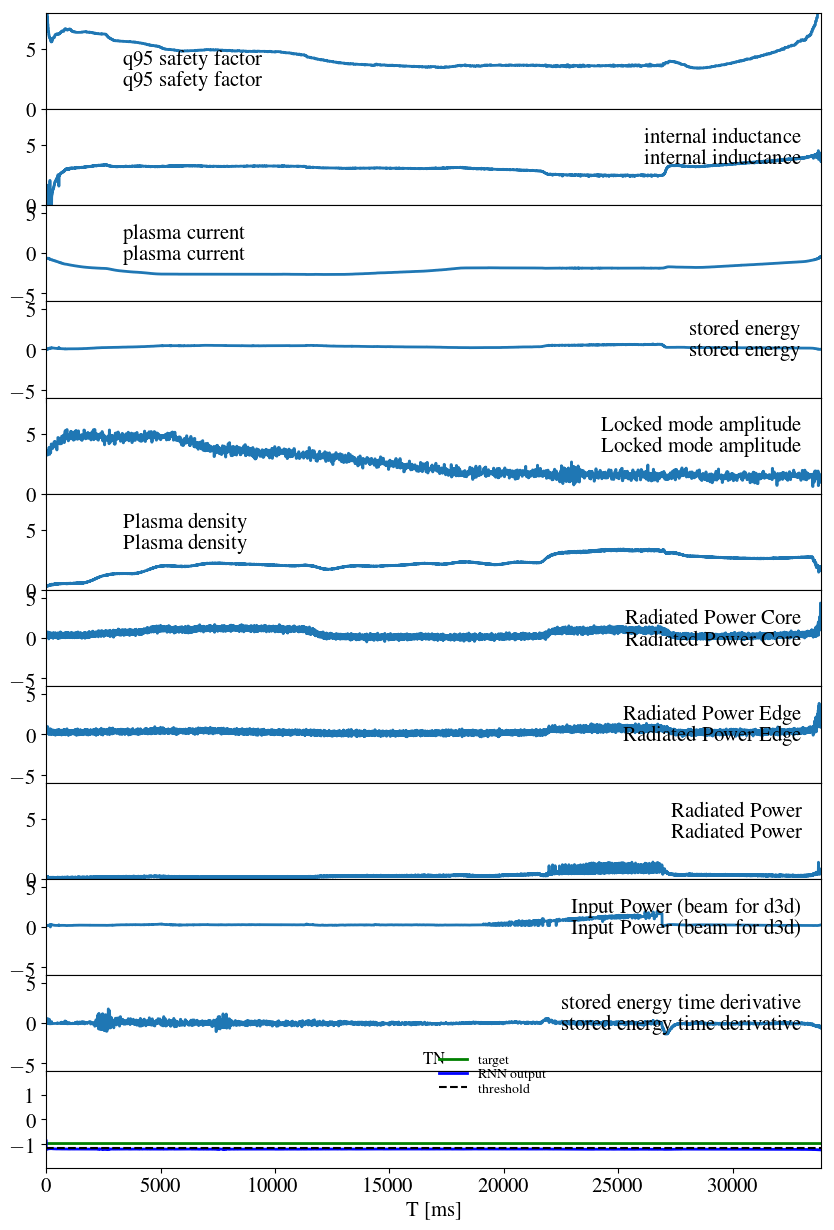 5
q95 safety factor
q95 safety factor
0
5
internal inductance
internal inductance
0
5
plasma current
0
plasma current
−5
5
stored energy
0
stored energy
−5
Locked mode amplitude
5
Locked mode amplitude
0
Plasma density
5
Plasma density
0
5
Radiated Power Core
0
Radiated Power Core
−5
5
Radiated Power Edge
0
Radiated Power Edge
−5
Radiated Power
5
Radiated Power
0
5
Input Power (beam for d3d)
0
Input Power (beam for d3d)
−5
5
stored energy time derivative
0
stored energy time derivative
−5
TN
target
RNN output
threshold
1
0
−1
0 5000 10000 15000 20000 25000 30000
T [ms]